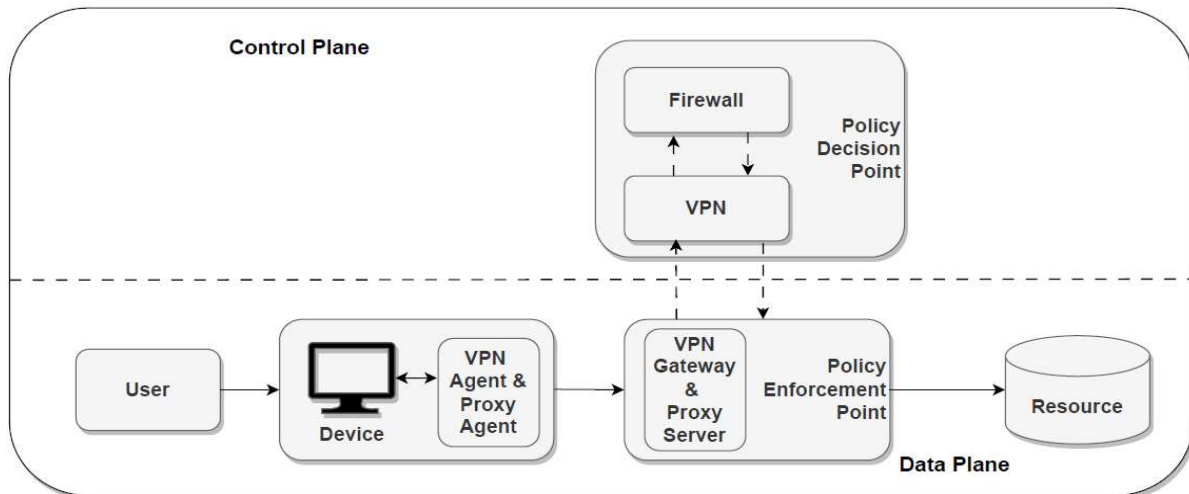 Control Plane
Firewall
Policy
Decision
Point
VPN
User
Device
VPN
Agent &
Proxy
Agent
VPN
Gateway
&
Proxy
Server
Policy
Enforcement
Point
Resource
Data Plane